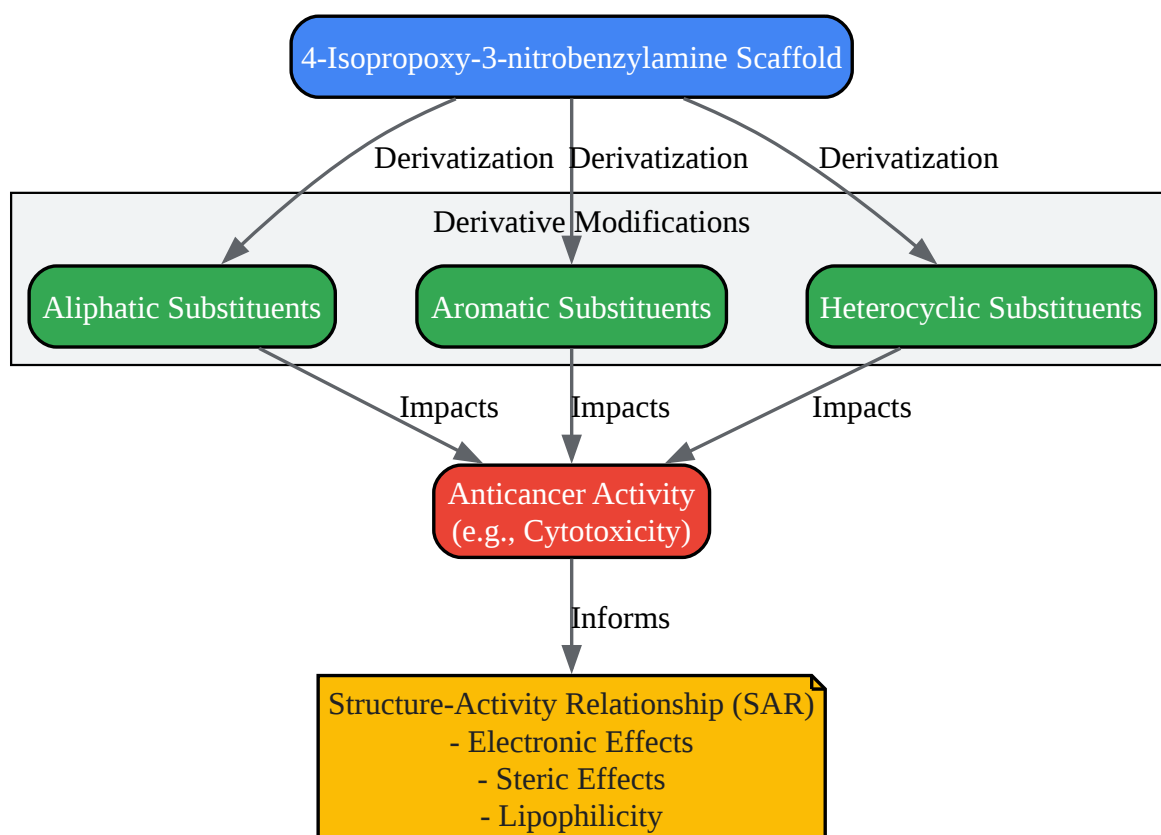 4-Isopropoxy-3-nitrobenzylamine Scaffold
Derivatization
Derivatization
Derivatization
Derivative Modifications
Aliphatic Substituents
Aromatic Substituents
Heterocyclic Substituents
Impacts
Impacts
Impacts
Anticancer Activity
(e.g., Cytotoxicity)
Informs
Structure-Activity Relationship (SAR)
- Electronic Effects
- Steric Effects
- Lipophilicity